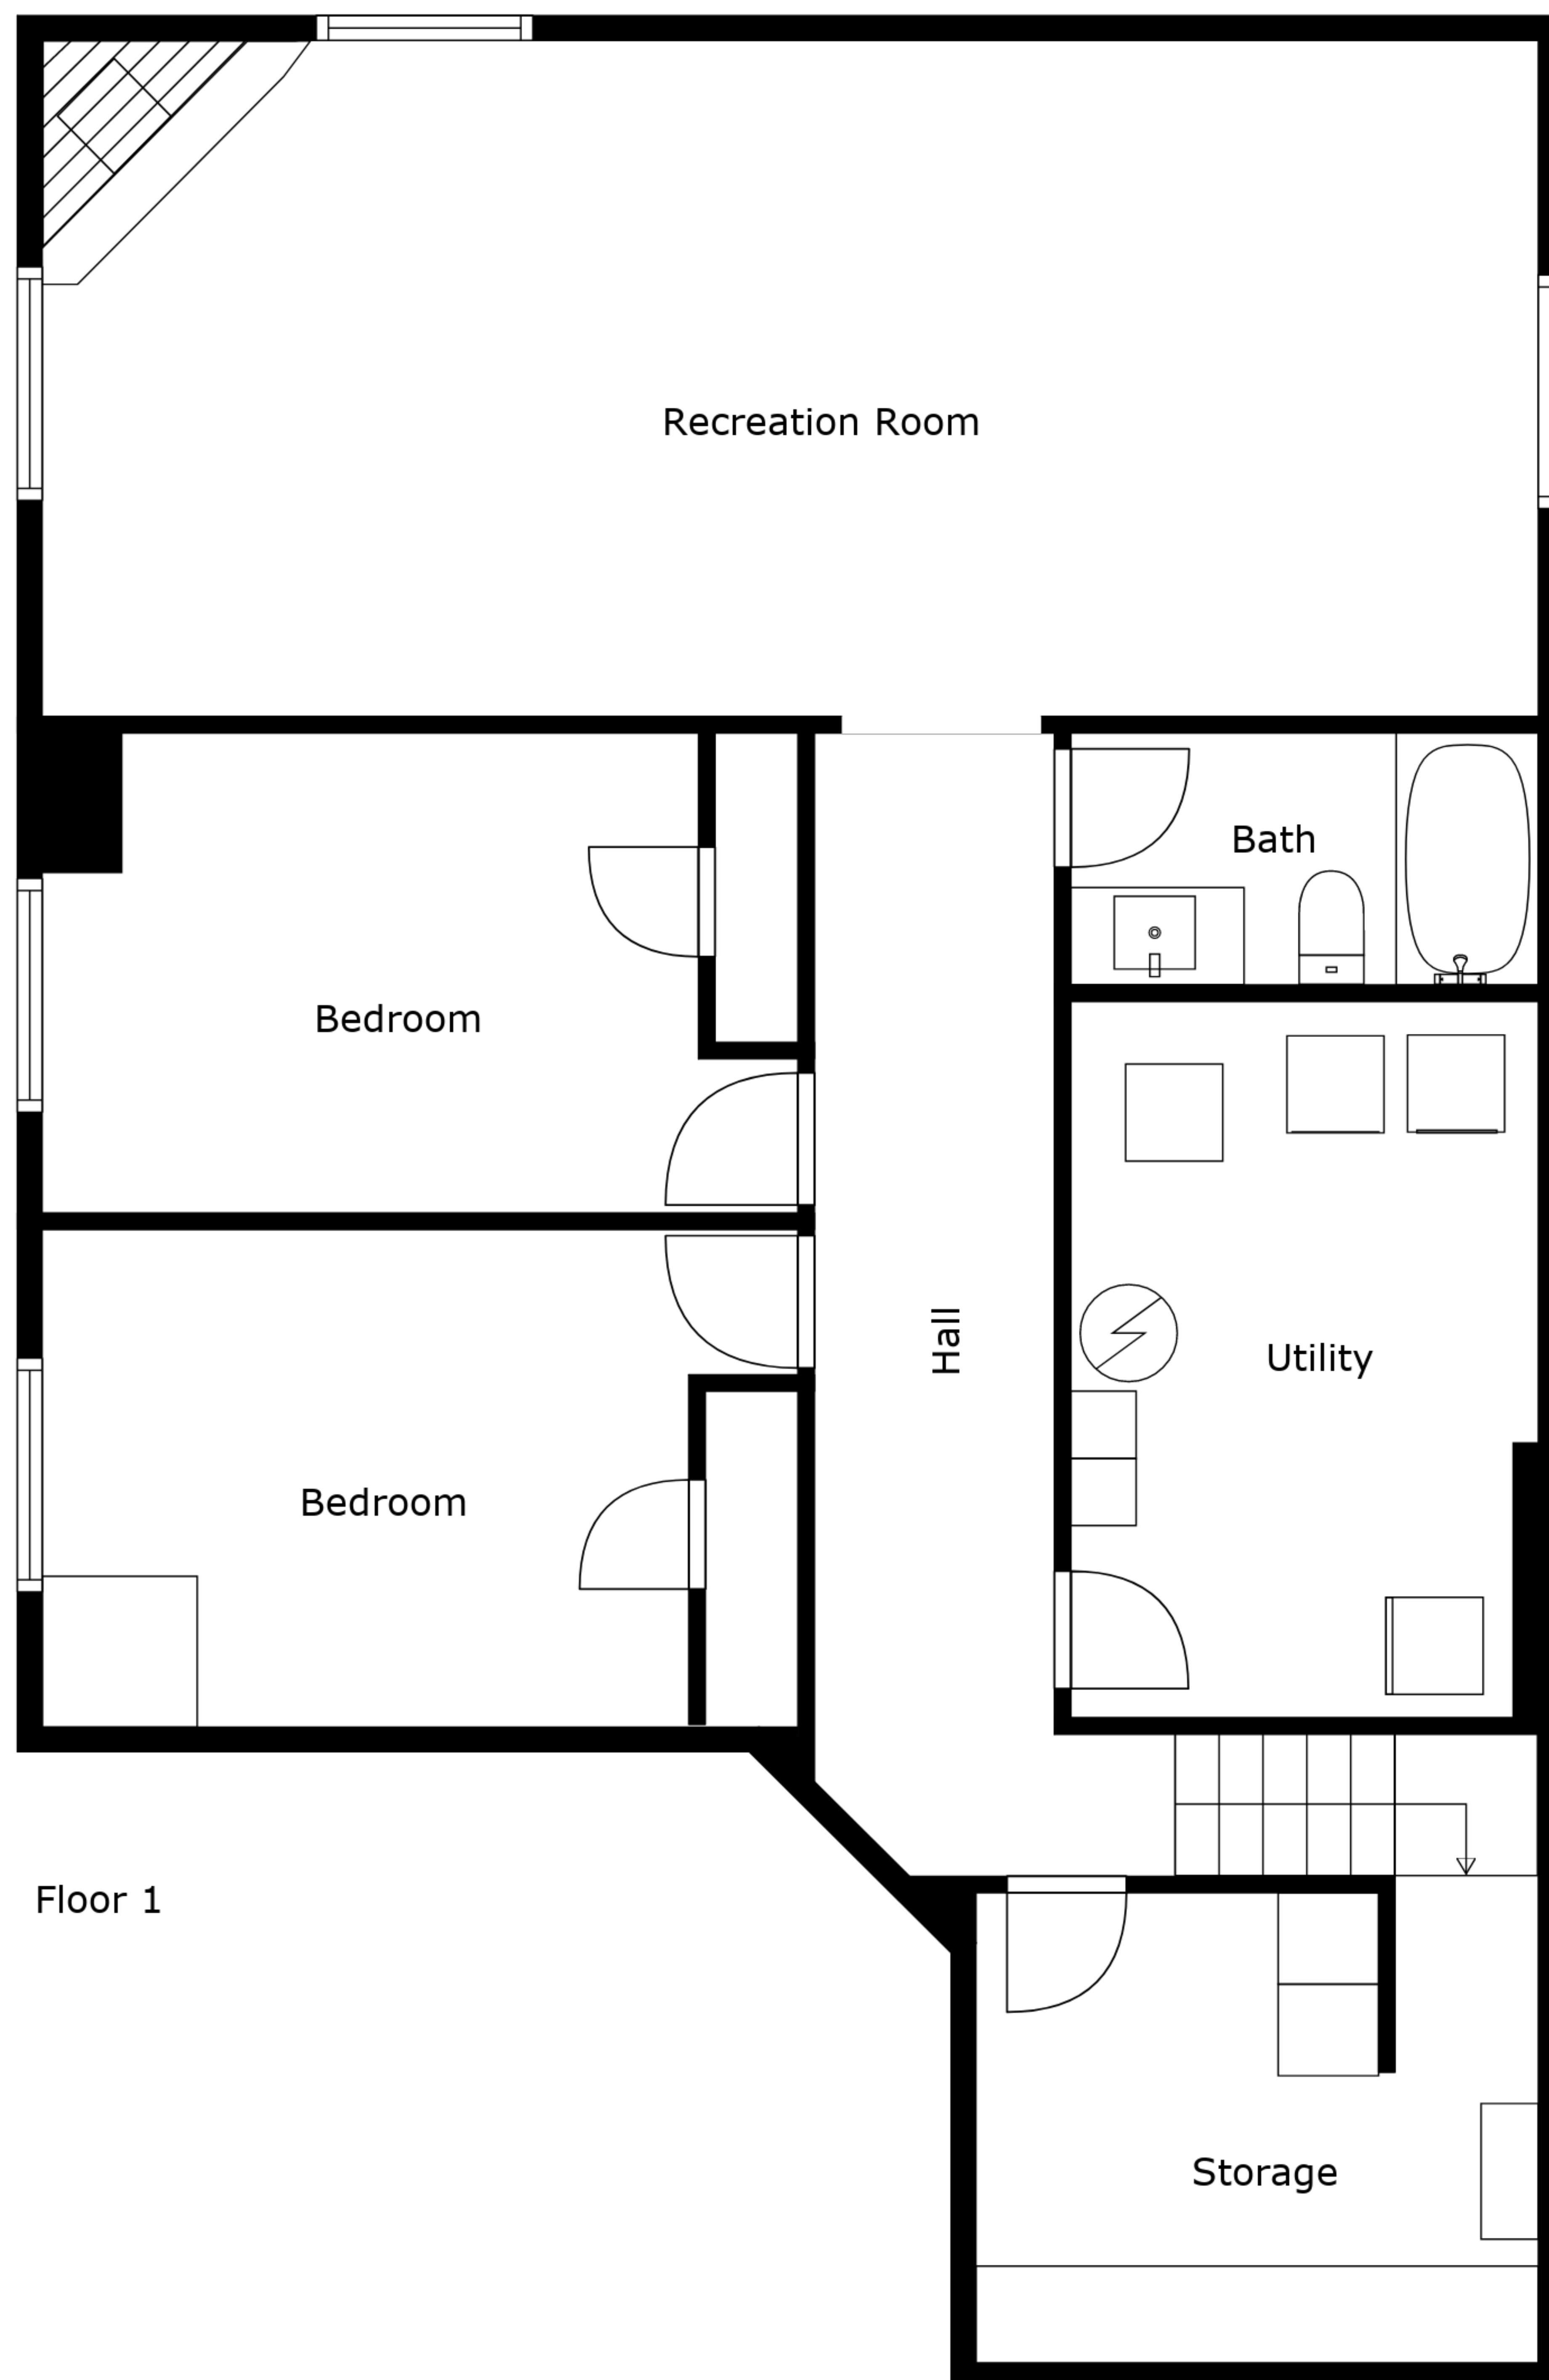 Recreation Room
Bath
Bedroom
Hall
Utility
Bedroom
Floor 1
Storage